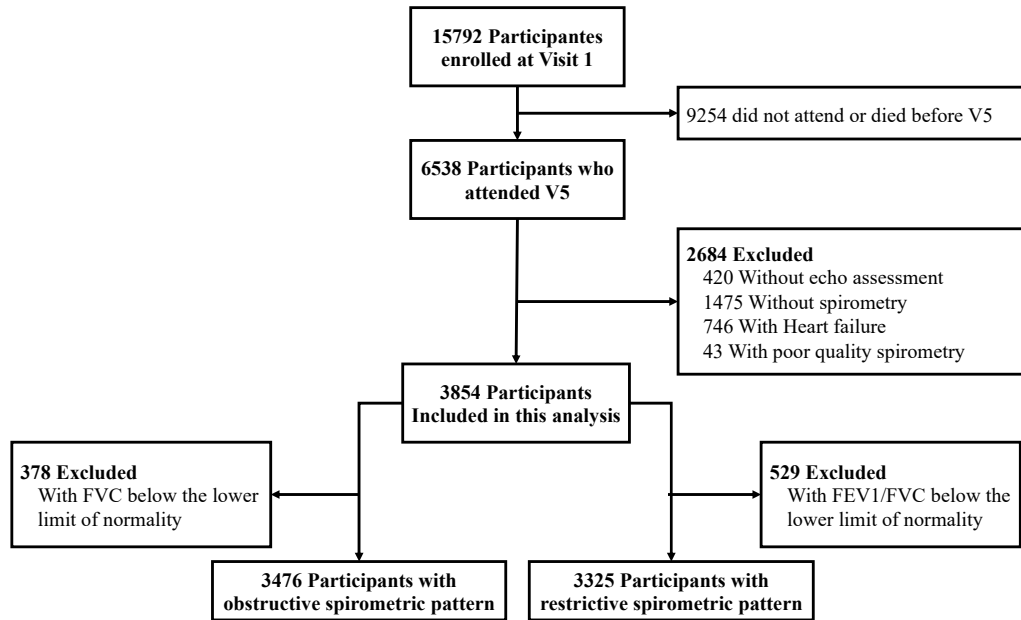 15792 Participantes
enrolled at Visit 1
9254 did not attend or died before V5
6538 Participants who
attended V5
2684 Excluded
420 Without echo assessment
1475 Without spirometry
746 With Heart failure
43 With poor quality spirometry
3854 Participants
Included in this analysis
378 Excluded
With FVC below the lower
limit of normality
529 Excluded
With FEV1/FVC below the
lower limit of normality
3476 Participants with
obstructive spirometric pattern
3325 Participants with
restrictive spirometric pattern